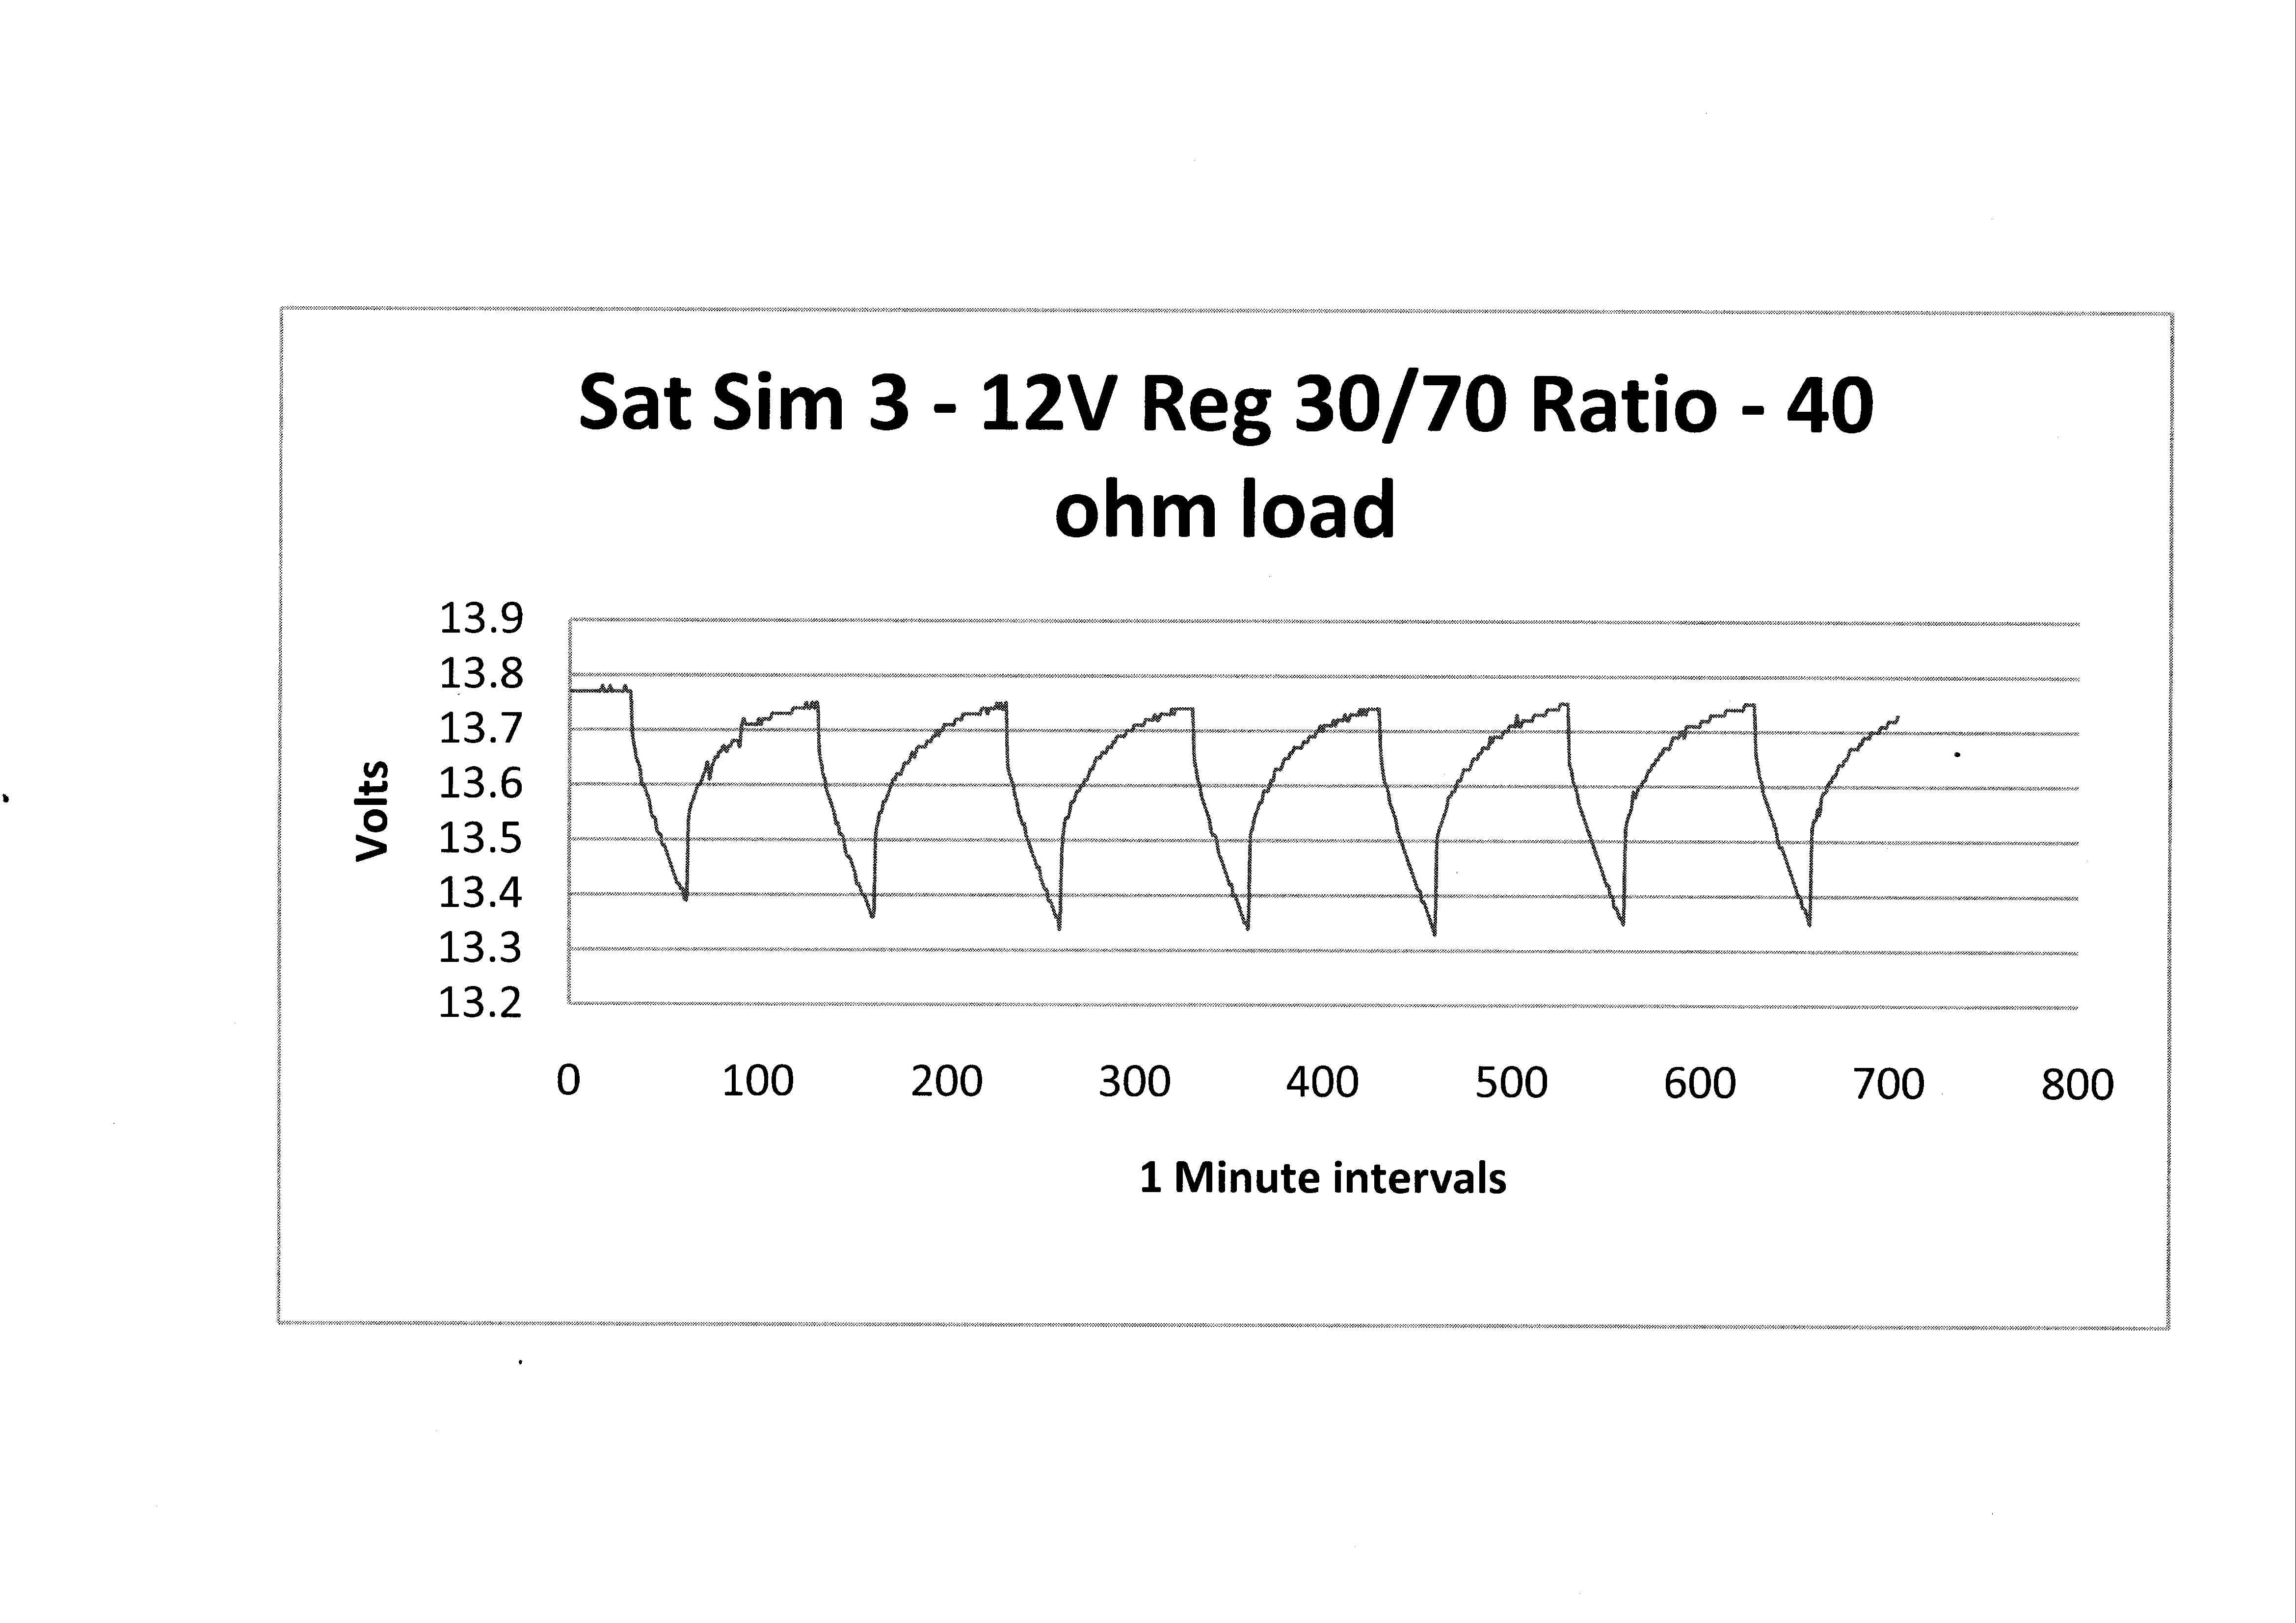 Sat Sim 3 - 12V Reg 30/70 Ratio - 40
ohm load
13.9
13.8
13.7
13.6
13.5
13.4
13.3
13.2
Volts
0 100 200 300 400 500 600 700 800
1 Minute intervals